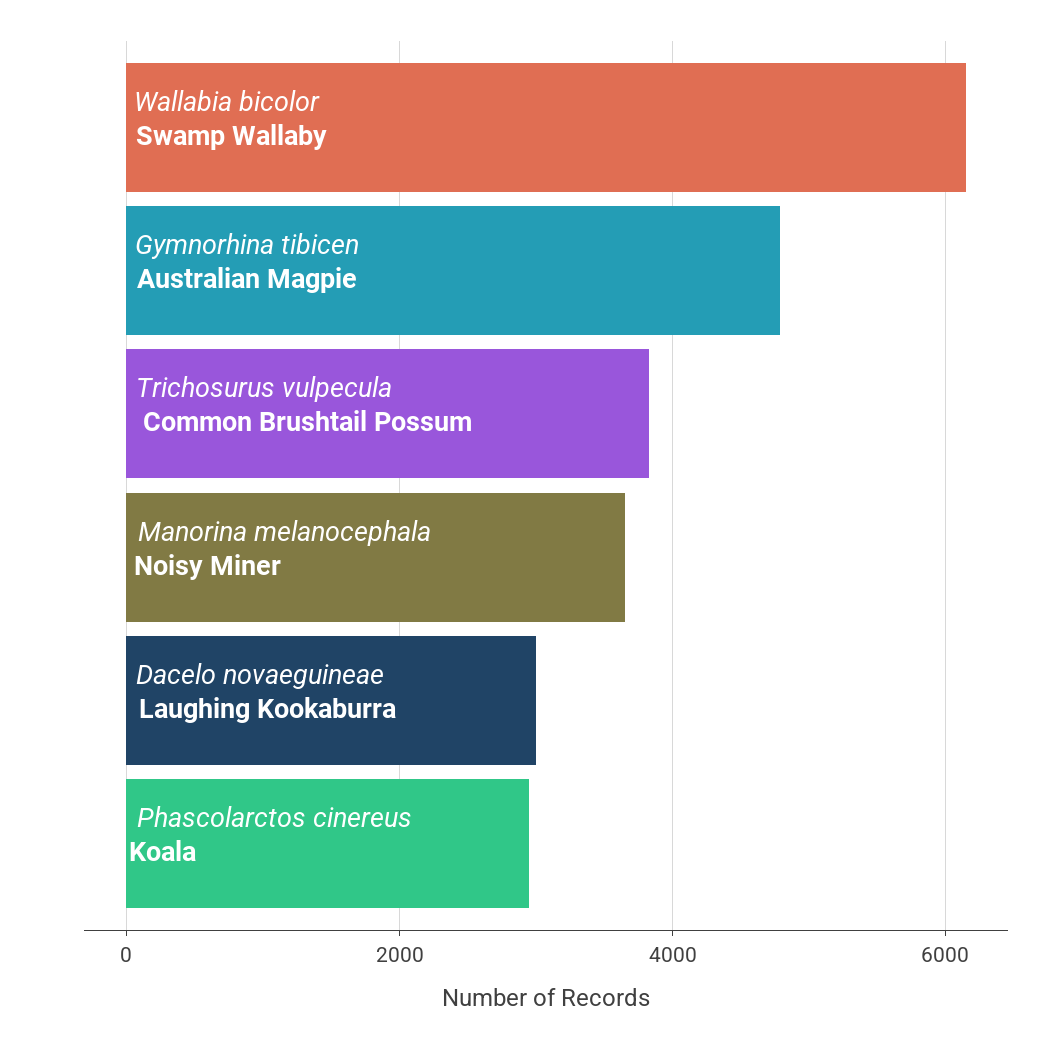 Wallabia bicolor
Swamp Wallaby
Gymnorhina tibicen
Australian Magpie
Trichosurus vulpecula
Common Brushtail Possum
Manorina melanocephala
Noisy Miner
Dacelo novaeguineae
Laughing Kookaburra
Phascolarctos cinereus
Koala
0 2000 4000 6000
Number of Records